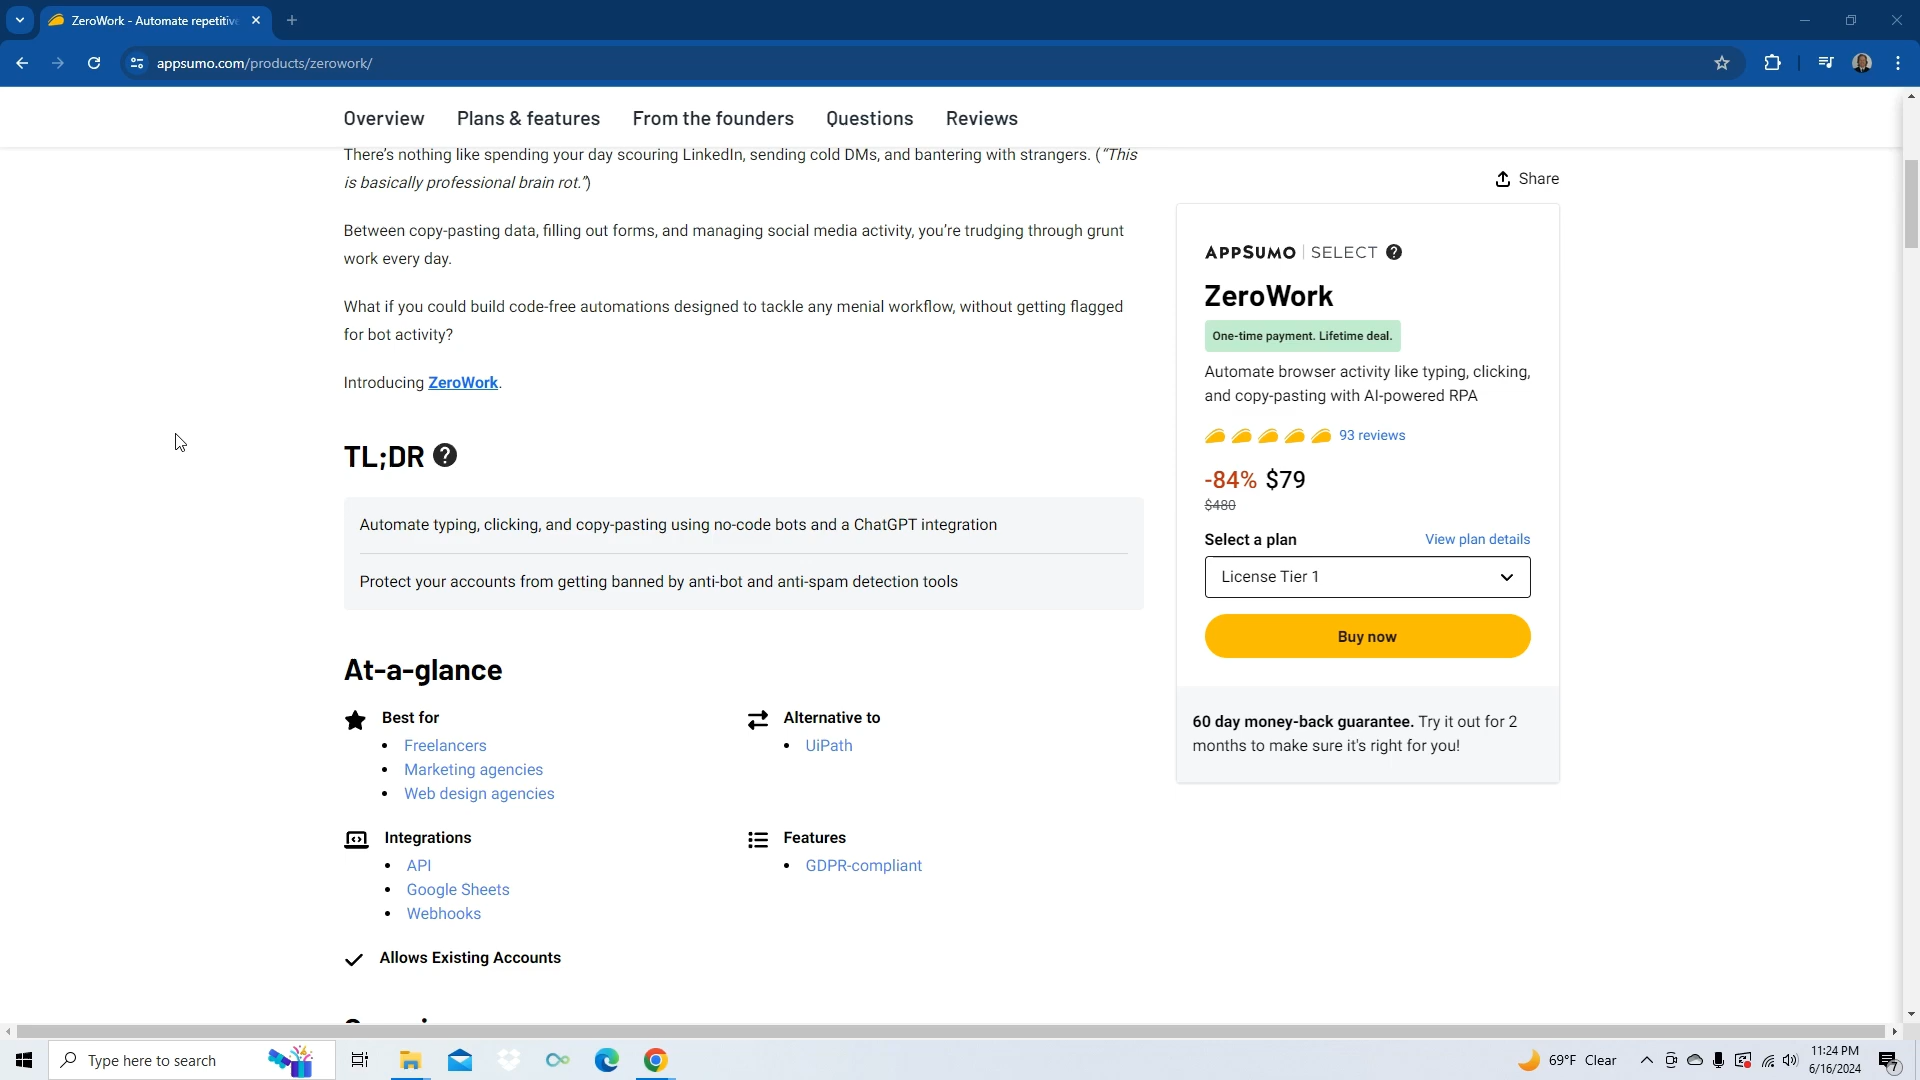 ZeroWork - Automate repetitive
appsumo.com/products/zerowork/
Overview Plans & features From the founders Questions Reviews
There's nothing like spending your day scouring LinkedIn, sending cold DMs, and bantering with strangers. ("This
is basically professional brain rot.")
Between copy-pasting data, filling out forms, and managing social media activity, you're trudging through grunt
work every day.
What if you could build code-free automations designed to tackle any menial workflow, without getting flagged
for bot activity?
Introducing ZeroWork.
TL;DR ?
Automate typing, clicking, and copy-pasting using no-code bots and a ChatGPT integration
Protect your accounts from getting banned by anti-bot and anti-spam detection tools
At-a-glance
Best for
• Freelancers
• Marketing agencies
• Web design agencies
Alternative to
• UiPath
Integrations
• API
• Google Sheets
• Webhooks
Features
• GDPR-compliant
Allows Existing Accounts
Share
APPSUMO | SELECT ?
ZeroWork
One-time payment. Lifetime deal.
Automate browser activity like typing, clicking,
and copy-pasting with AI-powered RPA
93 reviews
-84% $79
$480
Select a plan View plan details
License Tier 1
Buy now
60 day money-back guarantee. Try it out for 2
months to make sure it's right for you!
Type here to search
69°F Clear
11:24 PM
6/16/2024
7